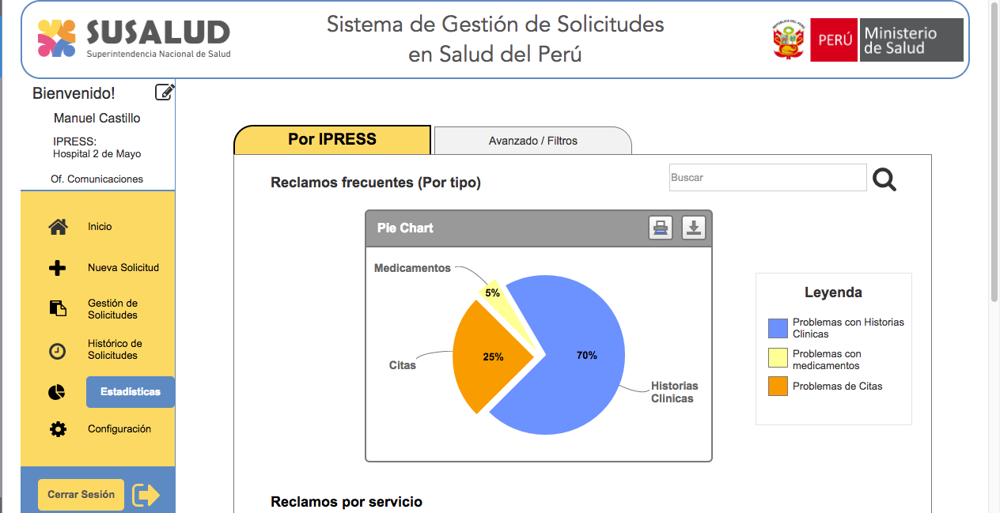 SUSALUD
Superintendencia Nacional de Salud
Sistema de Gestión de Solicitudes
en Salud del Perú
REPUBLICA DEL PERU
PERÚ
Ministerio
de Salud
Bienvenido!
Manuel Castillo
IPRESS:
Hospital 2 de Mayo
Of. Comunicaciones
Inicio
Nueva Solicitud
Gestión de
Solicitudes
Histórico de
Solicitudes
Estadísticas
Configuración
Cerrar Sesión
Por IPRESS
Avanzado / Filtros
Reclamos frecuentes (Por tipo)
Buscar
Pie Chart
Medicamentos
5%
Citas
25%
70%
Historias
Clinicas
Leyenda
Problemas con Historias
Clinicas
Problemas con
medicamentos
Problemas de Citas
Reclamos por servicio